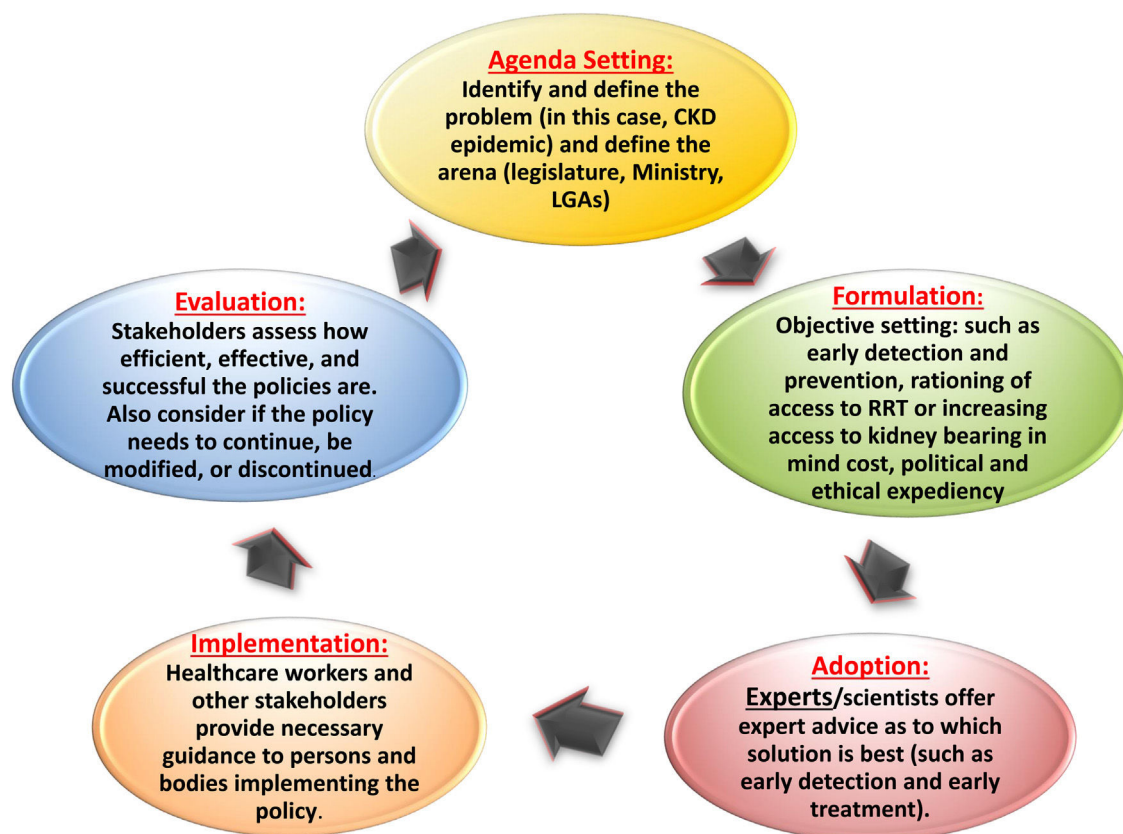 Agenda Setting:
Identify and define the
problem (in this case, CKD
epidemic) and define the
arena (legislature, Ministry,
LGAs)
Formulation:
Objective setting: such as
early detection and
prevention, rationing of
access to RRT or increasing
access to kidney bearing in
mind cost, political and
ethical expediency
Adoption:
Experts/scientists offer
expert advice as to which
solution is best (such as
early detection and early
treatment).
Implementation:
Healthcare workers and
other stakeholders
provide necessary
guidance to persons and
bodies implementing the
policy.
Evaluation:
Stakeholders assess how
efficient, effective, and
successful the policies are.
Also consider if the policy
needs to continue, be
modified, or discontinued.